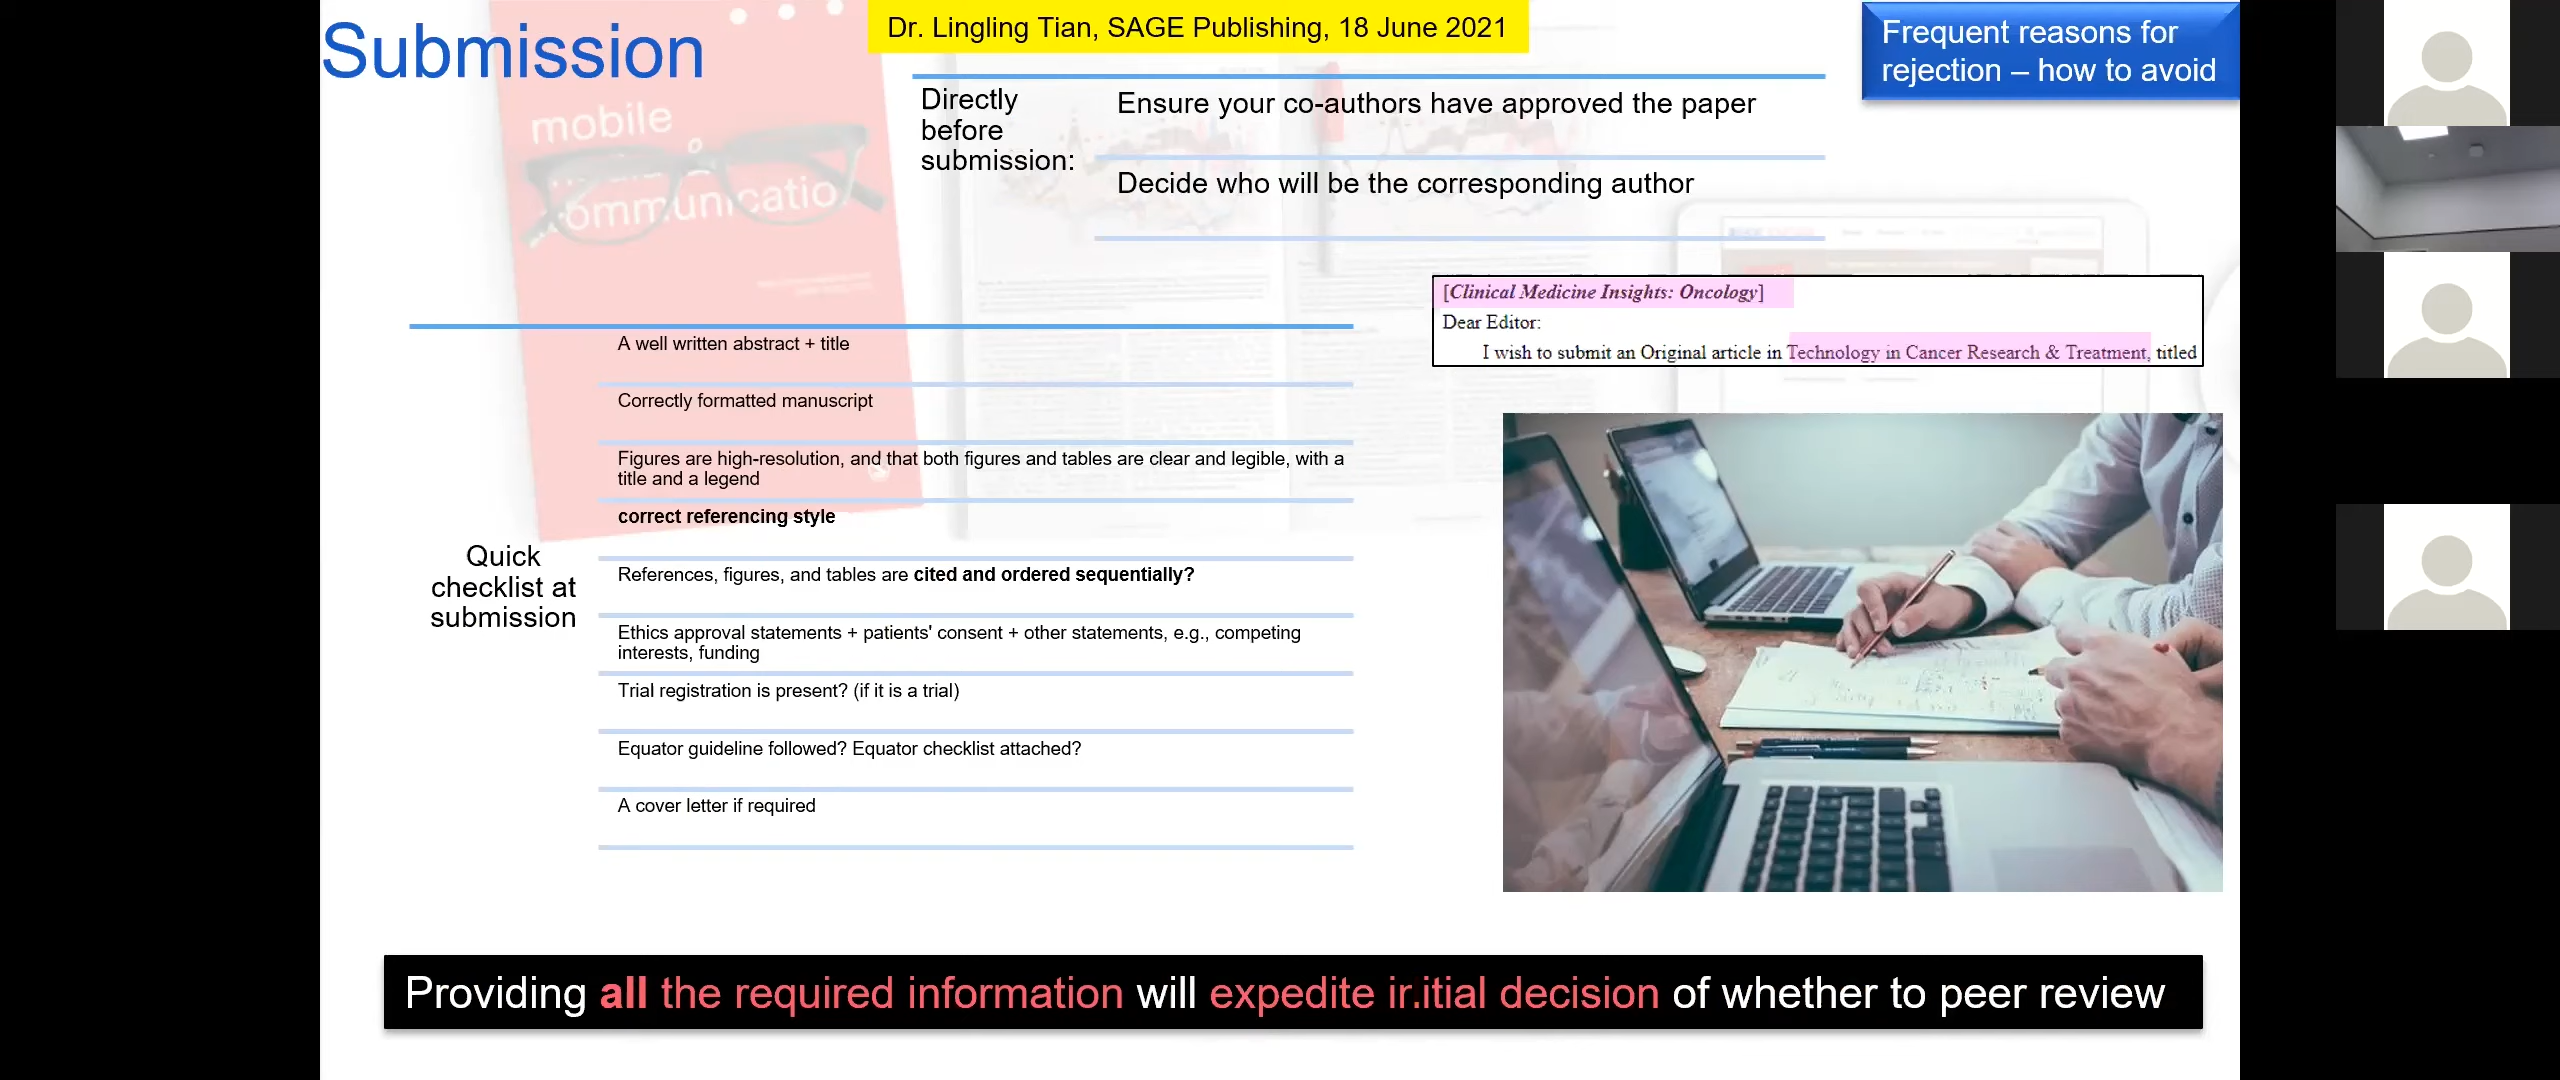 Submission
Dr. Lingling Tian, SAGE Publishing, 18 June 2021
Frequent reasons for
rejection – how to avoid
mobile
ommunicatio
Directly
before
submission:
Ensure your co-authors have approved the paper
Decide who will be the corresponding author
[Clinical Medicine Insights: Oncology]
Dear Editor:
I wish to submit an Original article in Technology in Cancer Research & Treatment, titled
Quick
checklist at
submission
A well written abstract + title
Correctly formatted manuscript
Figures are high-resolution, and that both figures and tables are clear and legible, with a
title and a legend
correct referencing style
References, figures, and tables are cited and ordered sequentially?
Ethics approval statements + patients' consent + other statements, e.g., competing
interests, funding
Trial registration is present? (if it is a trial)
Equator guideline followed? Equator checklist attached?
A cover letter if required
Providing all the required information will expedite initial decision of whether to peer review